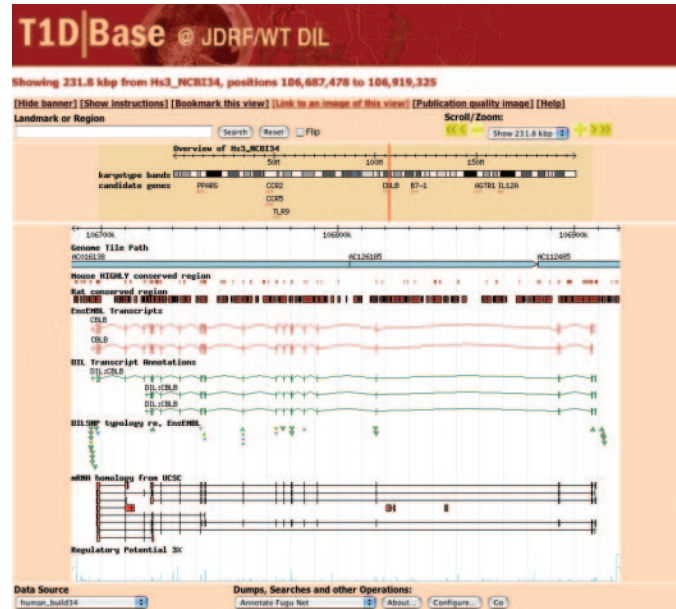 T1D|Base @ JDRF/WT DIL
Showing 231.8 kbp from Hs3_NCBI34, positions 106,687,478 to 106,919,325
[Hide banner] [Show instructions] [Bookmark this view] [Link to an image of this view] [Publication quality image] [Help]
Landmark or Region
Scroll/Zoom:
Search Reset Flip
Show 231.8 kbp
Overview of Hs3_NCBI34
50M 100M 150M
karyotype bands
candidate genes PPARG CCR2 CBLB B7-1 AGTR1 IL12A
CCR5
TLR9
106700k 106800k 106900k
Genome Tile Path
AC016138 AC126185 AC112485
Mouse HIGHLY conserved region
Rat conserved region
EnsEMBL Transcripts
CBLB
CBLB
DIL Transcript Annotations
DIL:CBLB
DIL:CBLB
DIL:CBLB
DILSNP typology re. EnsEMBL
mRNA homology from UCSC
Regulatory Potential 3X
Data Source
Dumps, Searches and other Operations:
human_build34
Annotate Fugu Net About... Configure... Go